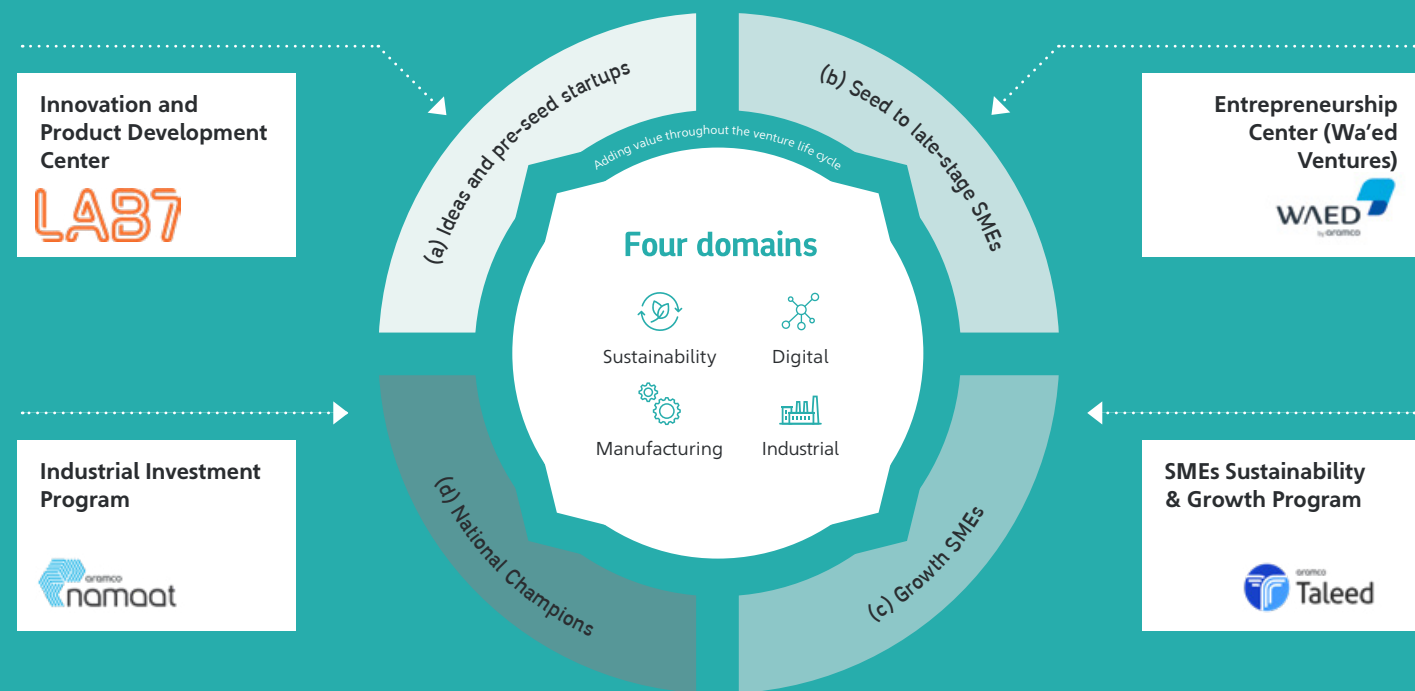 Innovation and
Product Development
Center
LAB7
(a) Ideas and pre-seed startups
(b) Seed to late-stage SMEs
Entrepreneurship
Center (Wa’ed
Ventures)
WAED
by aramco
Adding value throughout the venture life cycle
Four domains
Sustainability
Digital
Manufacturing
Industrial
Industrial Investment
Program
aramco
namaat
(d) National Champions
(c) Growth SMEs
SMEs Sustainability
& Growth Program
aramco
Taleed